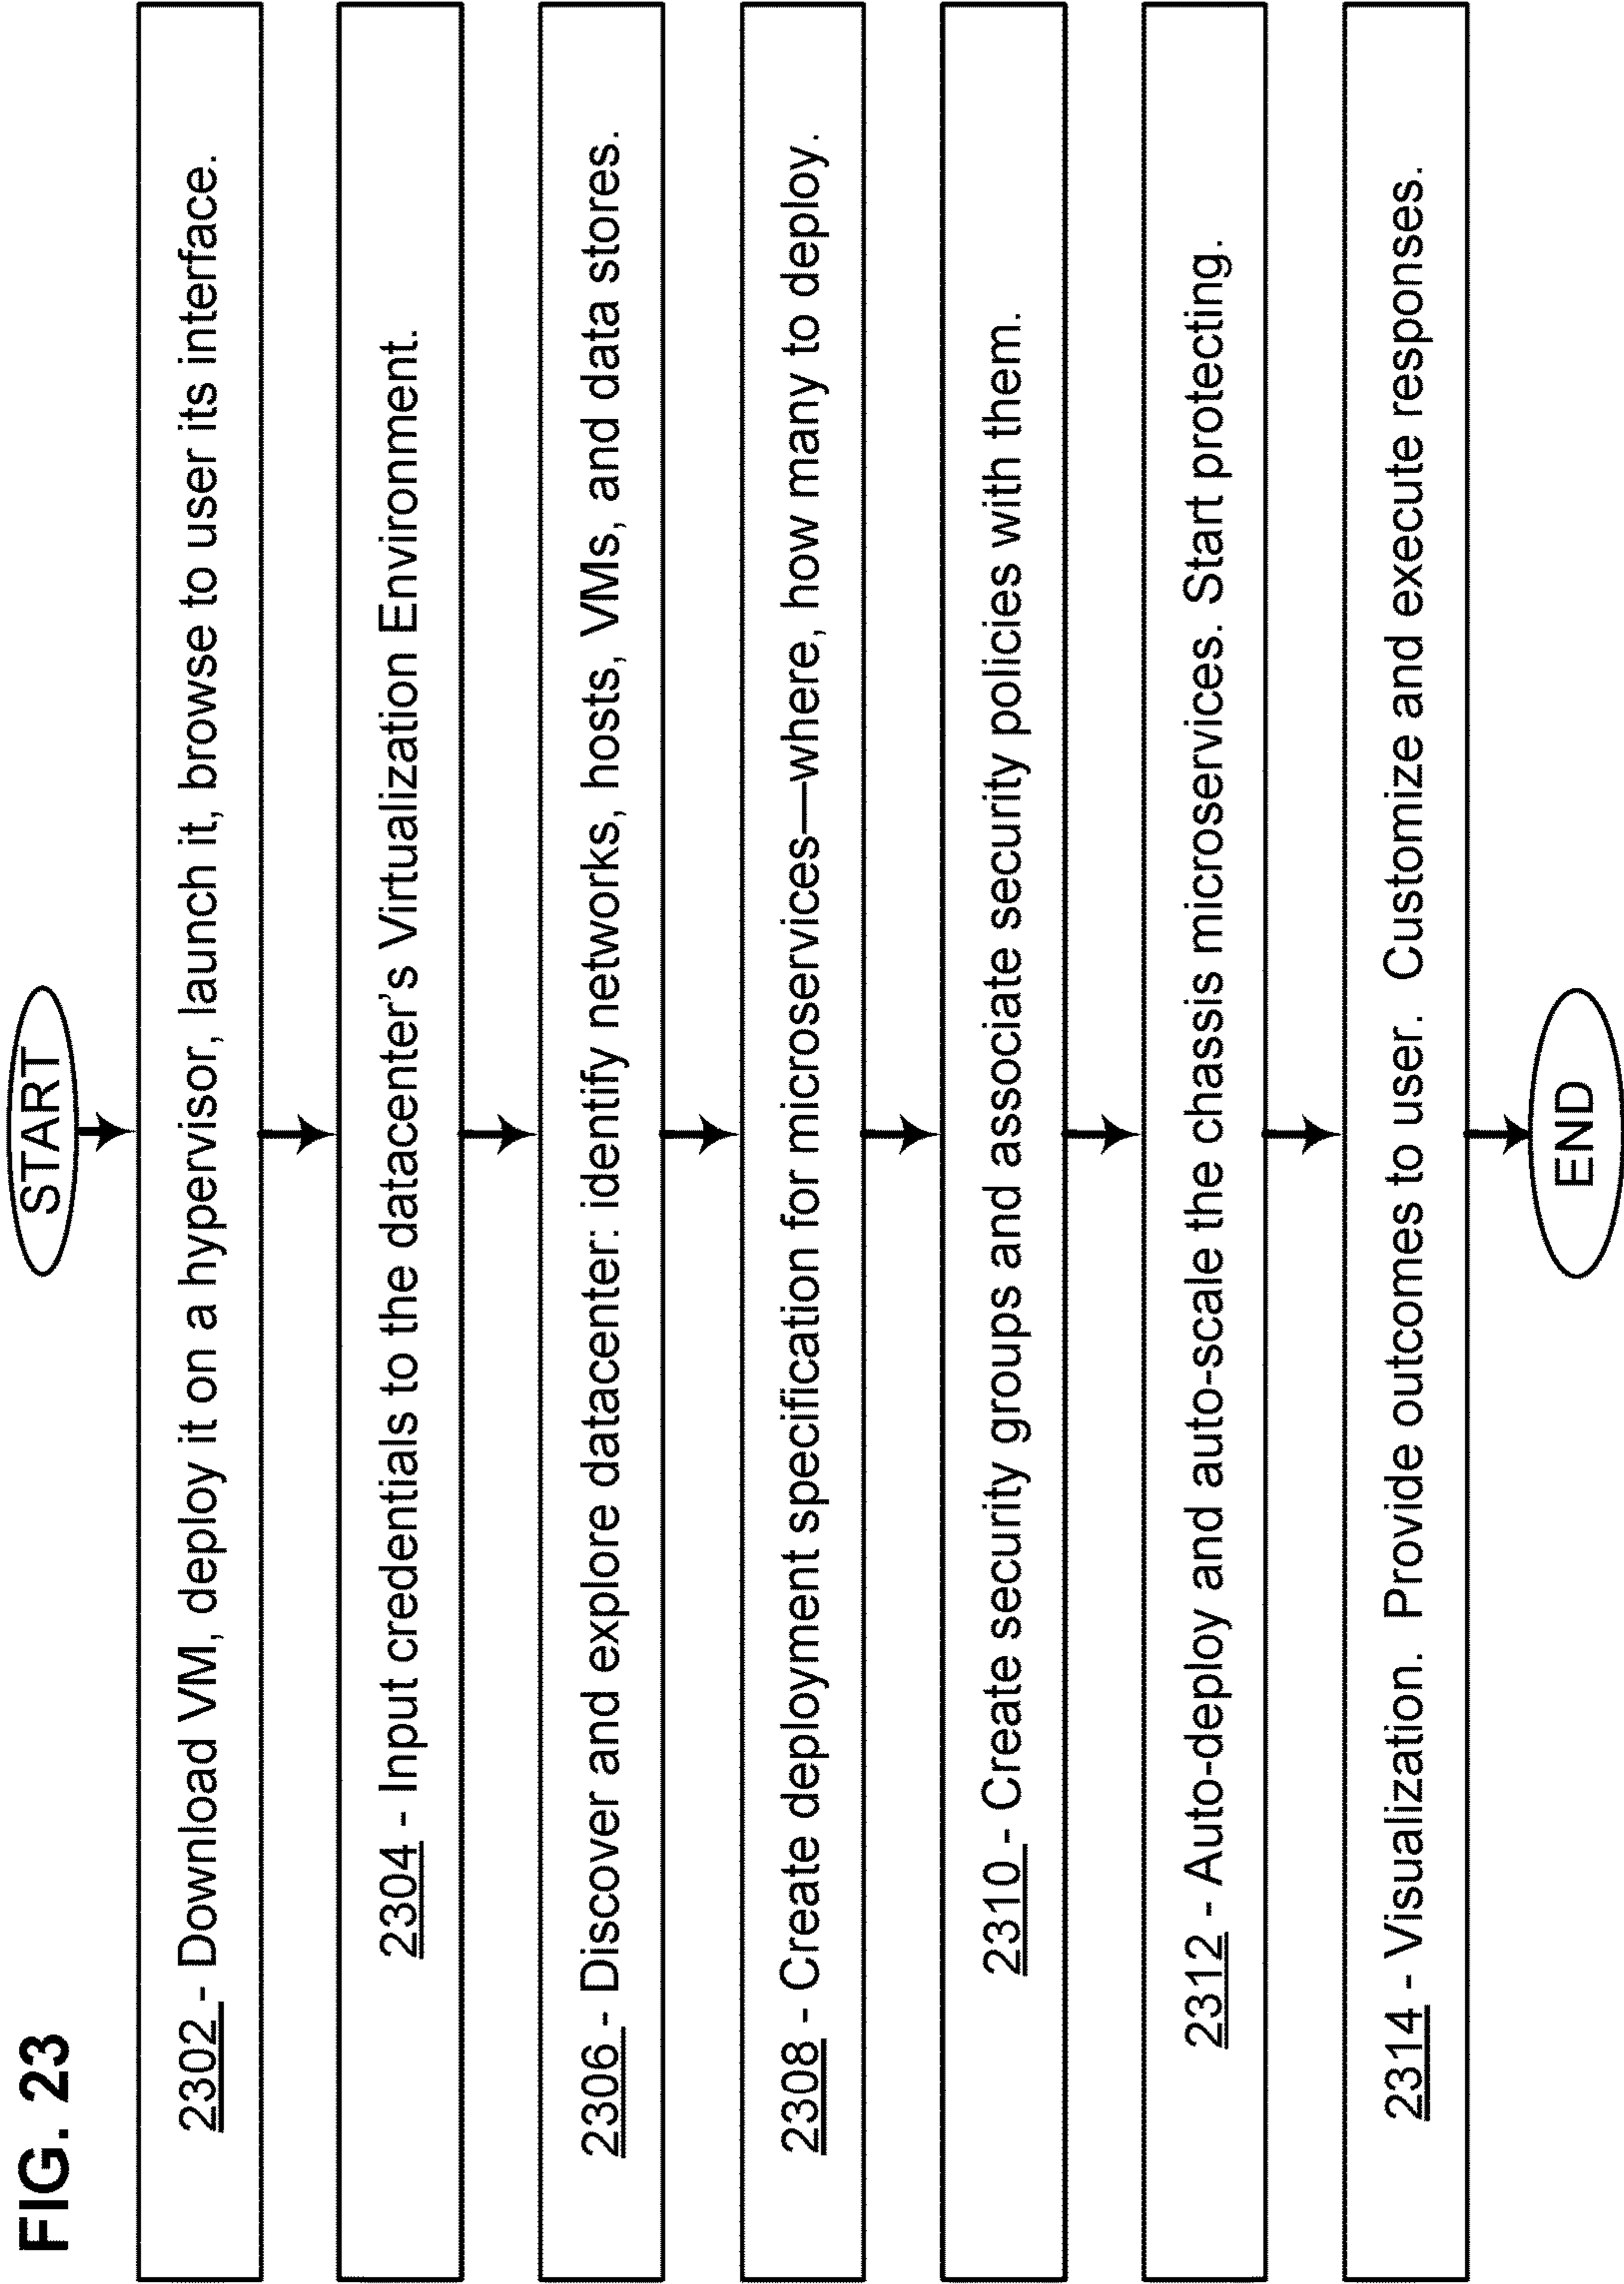 FIG. 23
START
2302 - Download VM, deploy it on a hypervisor, launch it, browse to user its interface.
2304 - Input credentials to the datacenter's Virtualization Environment.
2306 - Discover and explore datacenter: identify networks, hosts, VMs, and data stores.
2308 - Create deployment specification for microservices—where, how many to deploy.
2310 - Create security groups and associate security policies with them.
2312 - Auto-deploy and auto-scale the chassis microservices. Start protecting.
2314 - Visualization. Provide outcomes to user. Customize and execute responses.
END